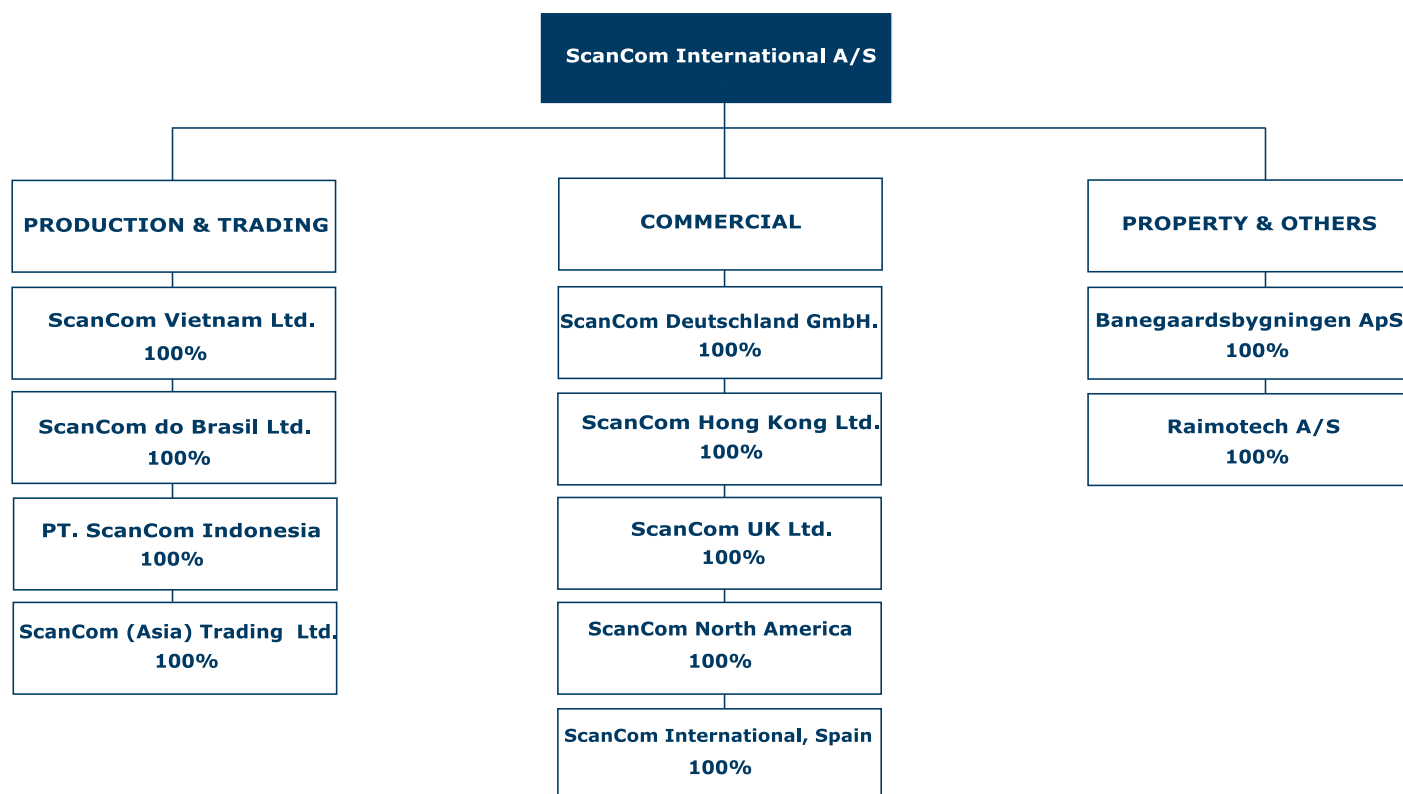 ScanCom International A/S
PRODUCTION & TRADING
ScanCom Vietnam Ltd.
100%
ScanCom do Brasil Ltd.
100%
PT. ScanCom Indonesia
100%
ScanCom (Asia) Trading Ltd.
100%
COMMERCIAL
ScanCom Deutschland GmbH.
100%
ScanCom Hong Kong Ltd.
100%
ScanCom UK Ltd.
100%
ScanCom North America
100%
ScanCom International, Spain
100%
PROPERTY & OTHERS
Banegaardsbygningen ApS
100%
Raimotech A/S
100%